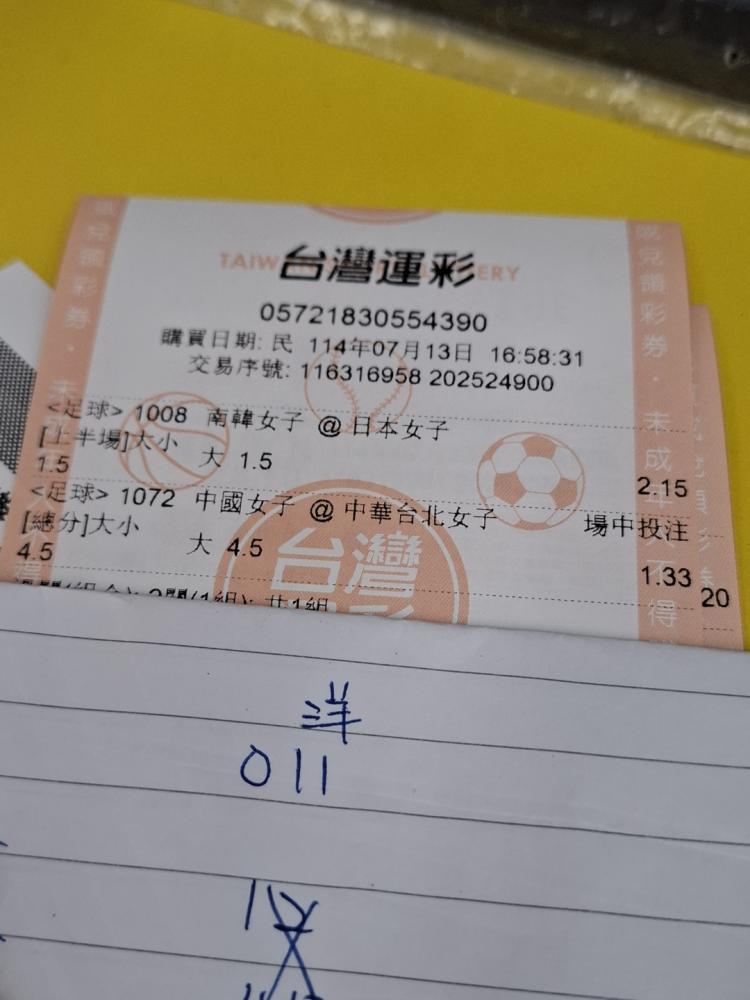 台灣運彩
05721830554390
購買日期: 民 114年07月13日 16:58:31
交易序號: 116316958 202524900
<足球> 1008 南韓女子 @ 日本女子
[上半場]大小 大 1.5
1.5 2.15
<足球> 1072 中國女子 @ 中華台北女子 場中投注
[總分]大小 大 4.5
4.5 1.33
20
台灣
洋
011